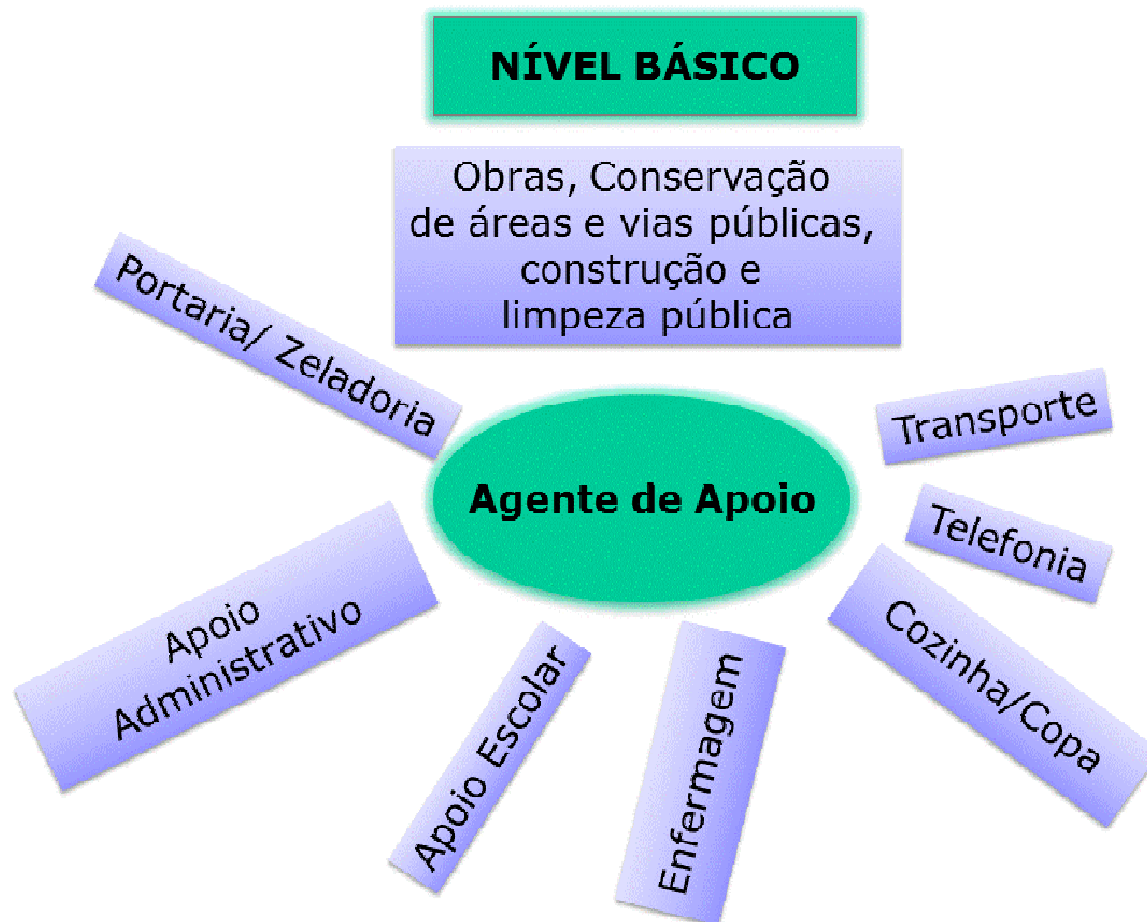 NÍVEL BÁSICO
Obras, Conservação
de áreas e vias públicas,
construção e
limpeza pública
Portaria/ Zeladoria
Transporte
Agente de Apoio
Telefonia
Apoio
Administrativo
Cozinha/Copa
Apoio Escolar
Enfermagem